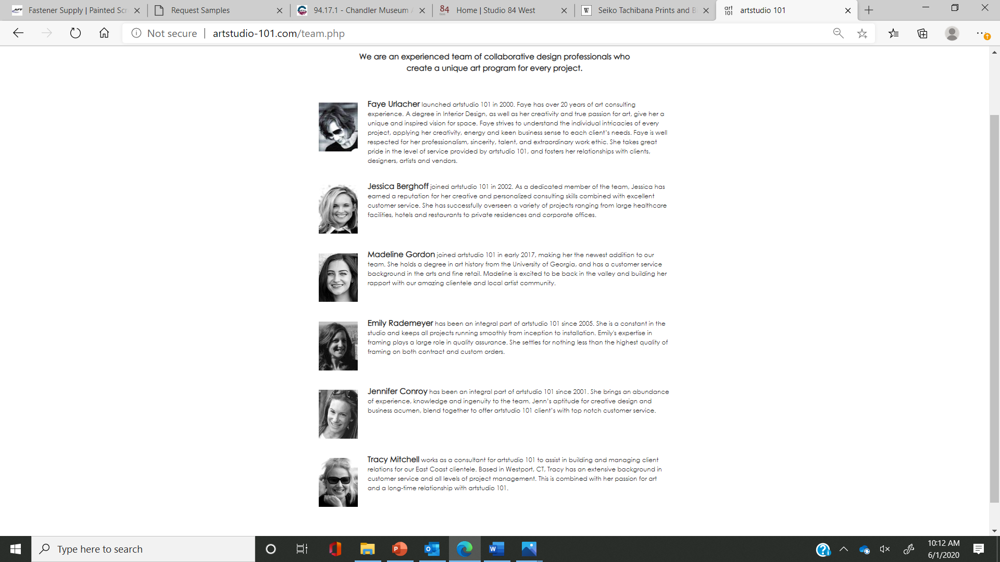 Fastener Supply | Painted Scr
Request Samples
94.17.1 - Chandler Museum A
84 Home | Studio 84 West
W Seiko Tachibana Prints and B
art 101 artstudio 101
Not secure | artstudio-101.com/team.php
We are an experienced team of collaborative design professionals who
create a unique art program for every project.
Faye Urlacher launched artstudio 101 in 2000. Faye has over 20 years of art consulting
experience. A degree in Interior Design, as well as her creativity and true passion for art, give her a
unique and inspired vision for space. Faye strives to understand the individual intricacies of every
project, applying her creativity, energy and keen business sense to each client's needs. Faye is well
respected for her professionalism, sincerity, talent, and extraordinary work ethic. She takes great
pride in the level of service provided by artstudio 101, and fosters her relationships with clients,
designers, artists and vendors.
Jessica Berghoff joined artstudio 101 in 2002. As a dedicated member of the team, Jessica has
earned a reputation for her creative and personalized consulting skills combined with excellent
customer service. She has successfully overseen a variety of projects ranging from large healthcare
facilities, hotels and restaurants to private residences and corporate offices.
Madeline Gordon joined artstudio 101 in early 2017, making her the newest addition to our
team. She holds a degree in art history from the University of Georgia, and has a customer service
background in the arts and fine retail. Madeline is excited to be back in the valley and building her
rapport with our amazing clientele and local artist community.
Emily Rademeyer has been an integral part of artstudio 101 since 2005. She is a constant in the
studio and keeps all projects running smoothly from inception to installation. Emily's expertise in
framing plays a large role in quality assurance. She settles for nothing less than the highest quality of
framing on both contract and custom orders.
Jennifer Conroy has been an integral part of artstudio 101 since 2001. She brings an abundance
of experience, knowledge and ingenuity to the team. Jenn's aptitude for creative design and
business acumen, blend together to offer artstudio 101 client's with top notch customer service.
Tracy Mitchell works as a consultant for artstudio 101 to assist in building and managing client
relations for our East Coast clientele. Based in Westport, CT, Tracy has an extensive background in
customer service and all levels of project management. This is combined with her passion for art
and a long-time relationship with artstudio 101.
Type here to search
10:12 AM
6/1/2020